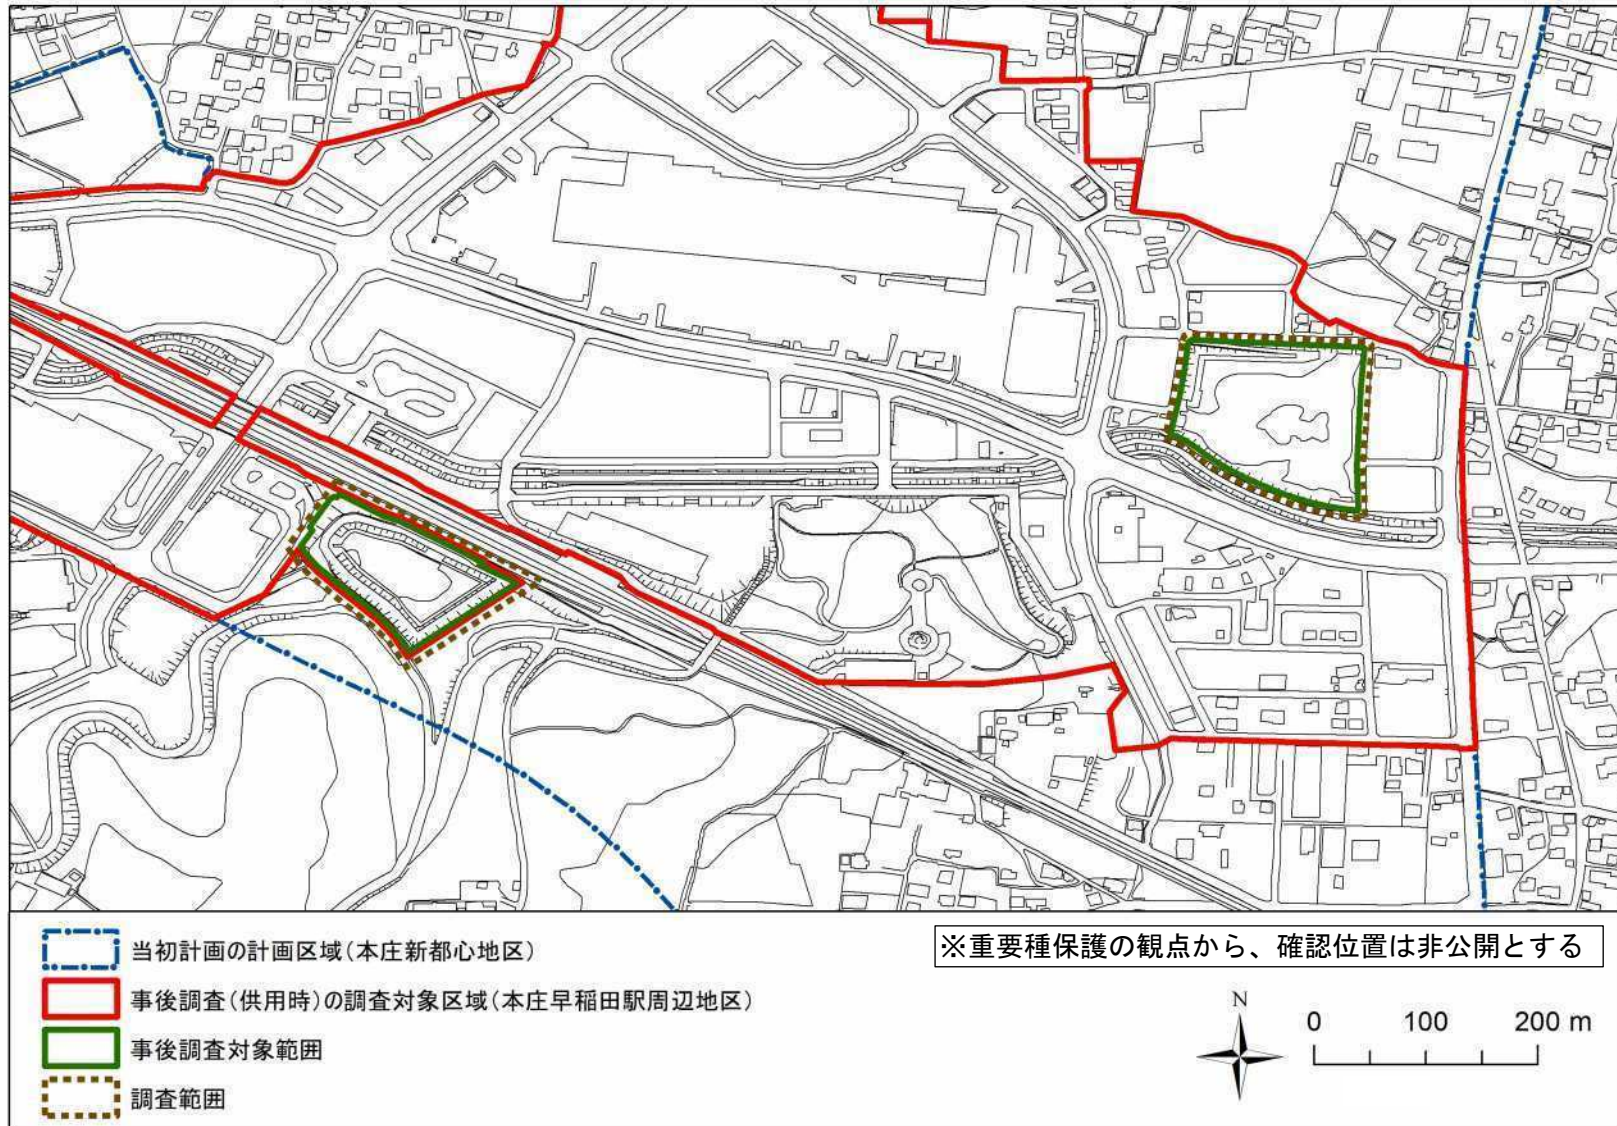 当初計画の計画区域(本庄新都心地区)
事後調査(供用時)の調査対象区域(本庄早稲田駅周辺地区)
事後調査対象範囲
調査範囲
※重要種保護の観点から、確認位置は非公開とする
N
0 100 200 m